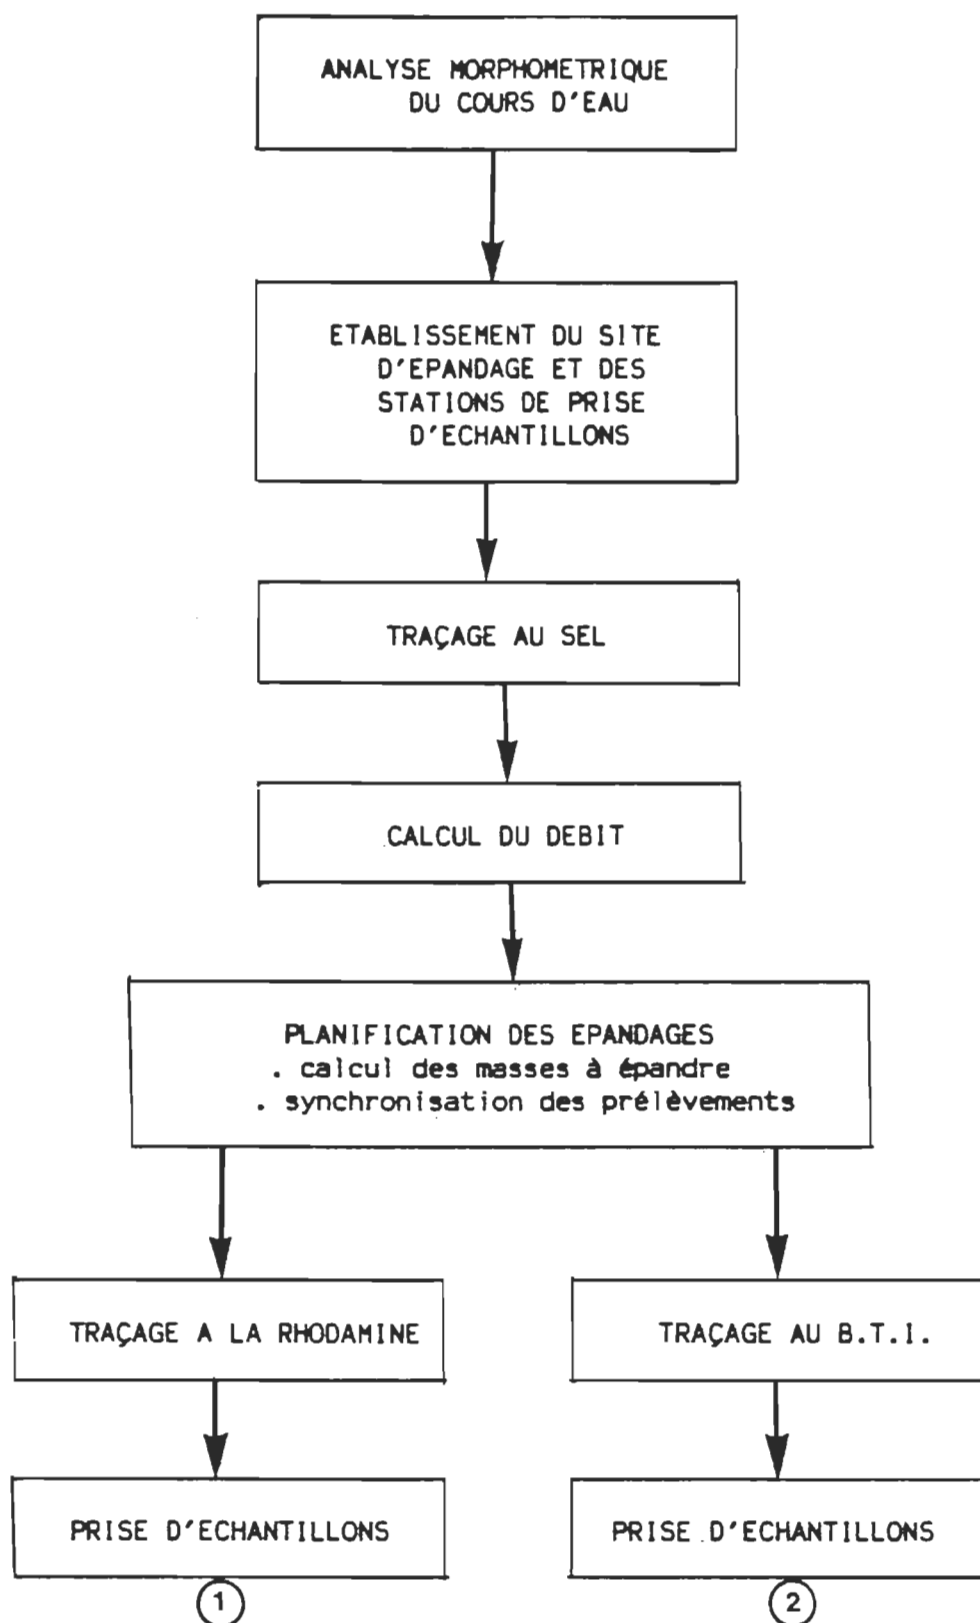 ANALYSE MORPHOMETRIQUE
DU COURS D'EAU
ETABLISSEMENT DU SITE
D'EPANDAGE ET DES
STATIONS DE PRISE
D'ECHANTILLONS
TRAÇAGE AU SEL
CALCUL DU DEBIT
PLANIFICATION DES EPANDAGES
. calcul des masses à épandre
. synchronisation des prélèvements
TRAÇAGE A LA RHODAMINE
TRAÇAGE AU B.T.I.
PRISE D'ECHANTILLONS
PRISE D'ECHANTILLONS
1
2